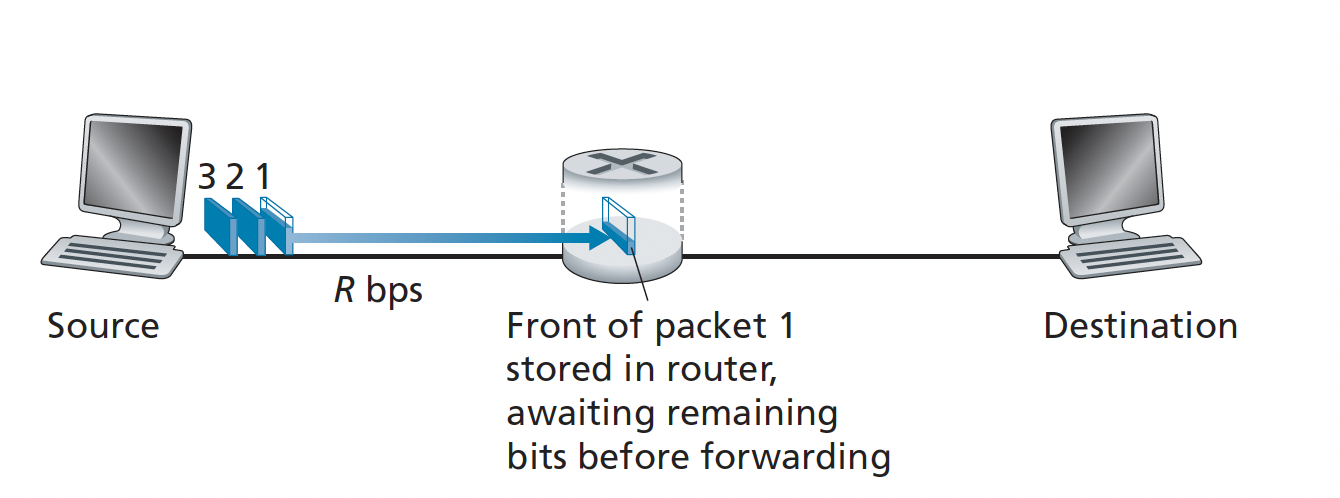 3 2 1
R bps
Source
Front of packet 1
stored in router,
awaiting remaining
bits before forwarding
Destination